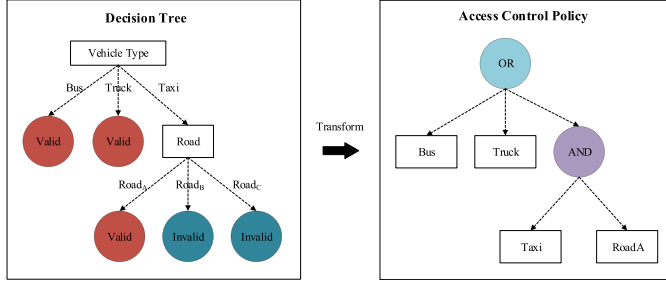 Decision Tree
Vehicle Type
Bus
Truck
Taxi
Valid
Valid
Road
RoadA
RoadB
RoadC
Valid
Invalid
Invalid
Transform
Access Control Policy
OR
Bus
Truck
AND
Taxi
RoadA